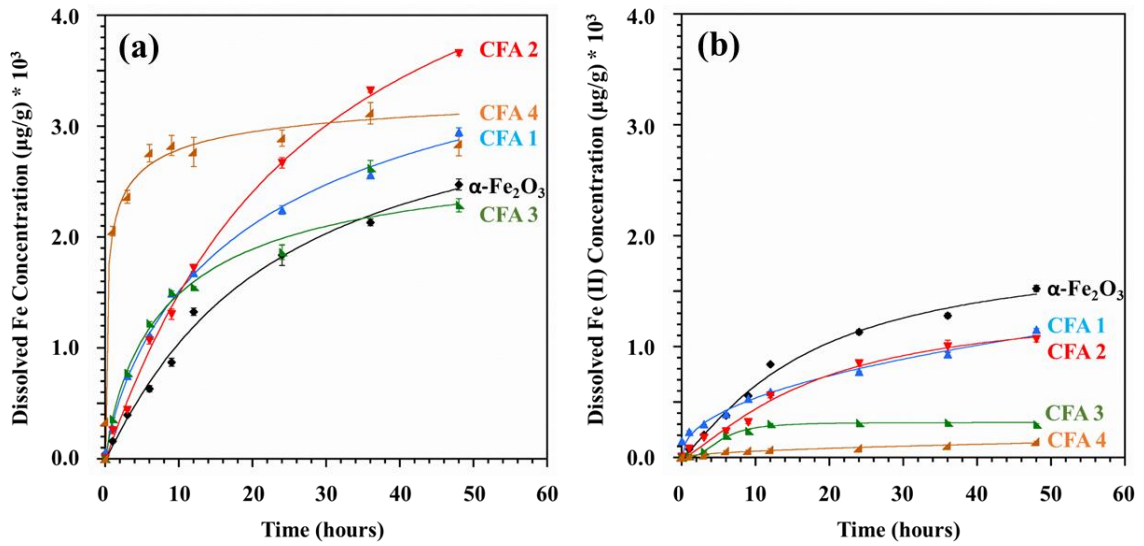 (a)
Dissolved Fe Concentration (µg/g) * 10³
4.0
3.0
2.0
1.0
0.0
0
10
20
30
40
50
60
Time (hours)
CFA 2
CFA 4
CFA 1
α-Fe₂O₃
CFA 3
(b)
Dissolved Fe (II) Concentration (µg/g) * 10³
4.0
3.0
2.0
1.0
0.0
0
10
20
30
40
50
60
Time (hours)
α-Fe₂O₃
CFA 1
CFA 2
CFA 3
CFA 4